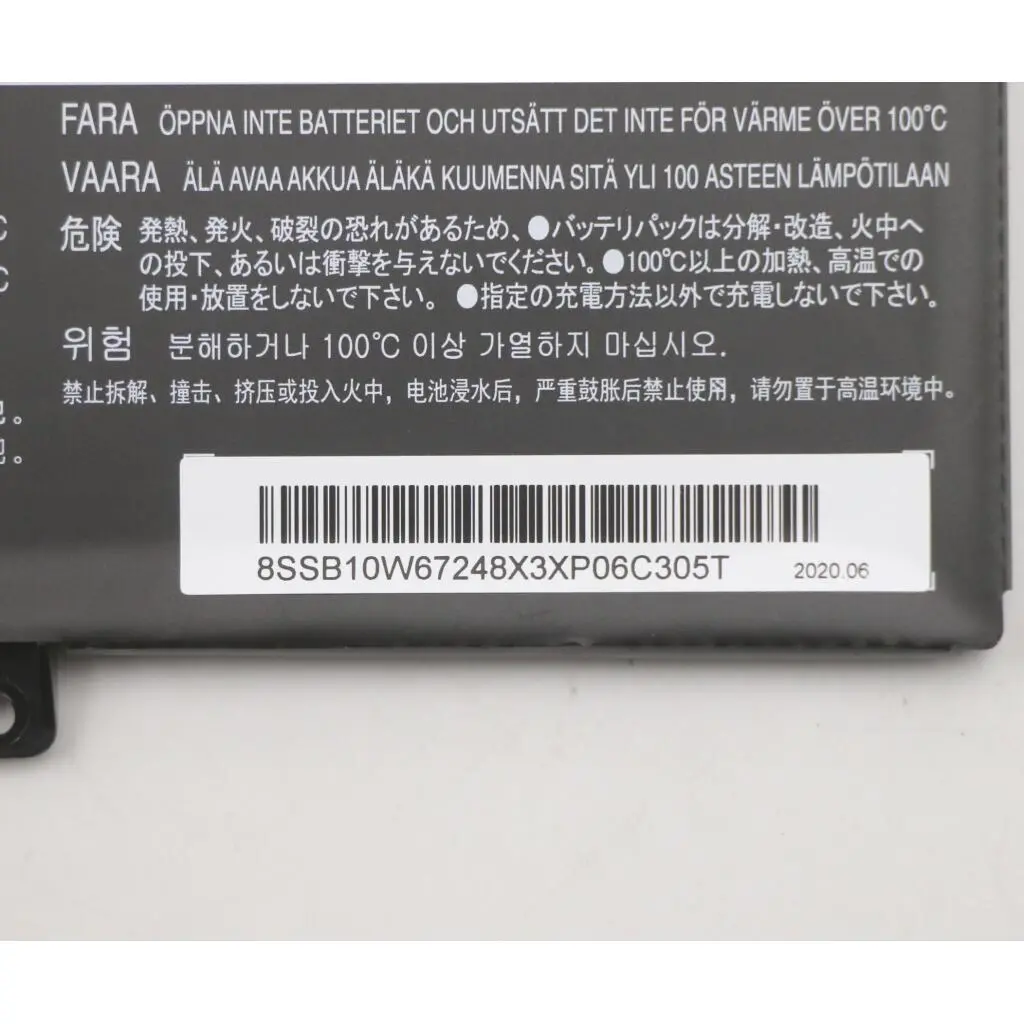 FARA ÖPPNA INTE BATTERIET OCH UTSÄTT DET INTE FÖR VÄRME ÖVER 100°C
VAARA ÄLÄ AVAA AKKUA ÄLÄKÄ KUUMENNA SITÄ YLI 100 ASTEEN LÄMPÖTILAAN
危険 発熱、発火、破裂の恐れがあるため、●バッテリパックは分解・改造、火中へ
の投下、あるいは衝撃を与えないでください。●100℃以上の加熱、高温での
使用・放置をしないで下さい。 ●指定の充電方法以外で充電しないで下さい。
위험 분해하거나 100℃ 이상 가열하지 마십시오.
禁止拆解、撞击、挤压或投入火中，电池浸水后，严重鼓胀后禁止使用，请勿置于高温环境中。
8SSB10W67248X3XP06C305T 2020.06